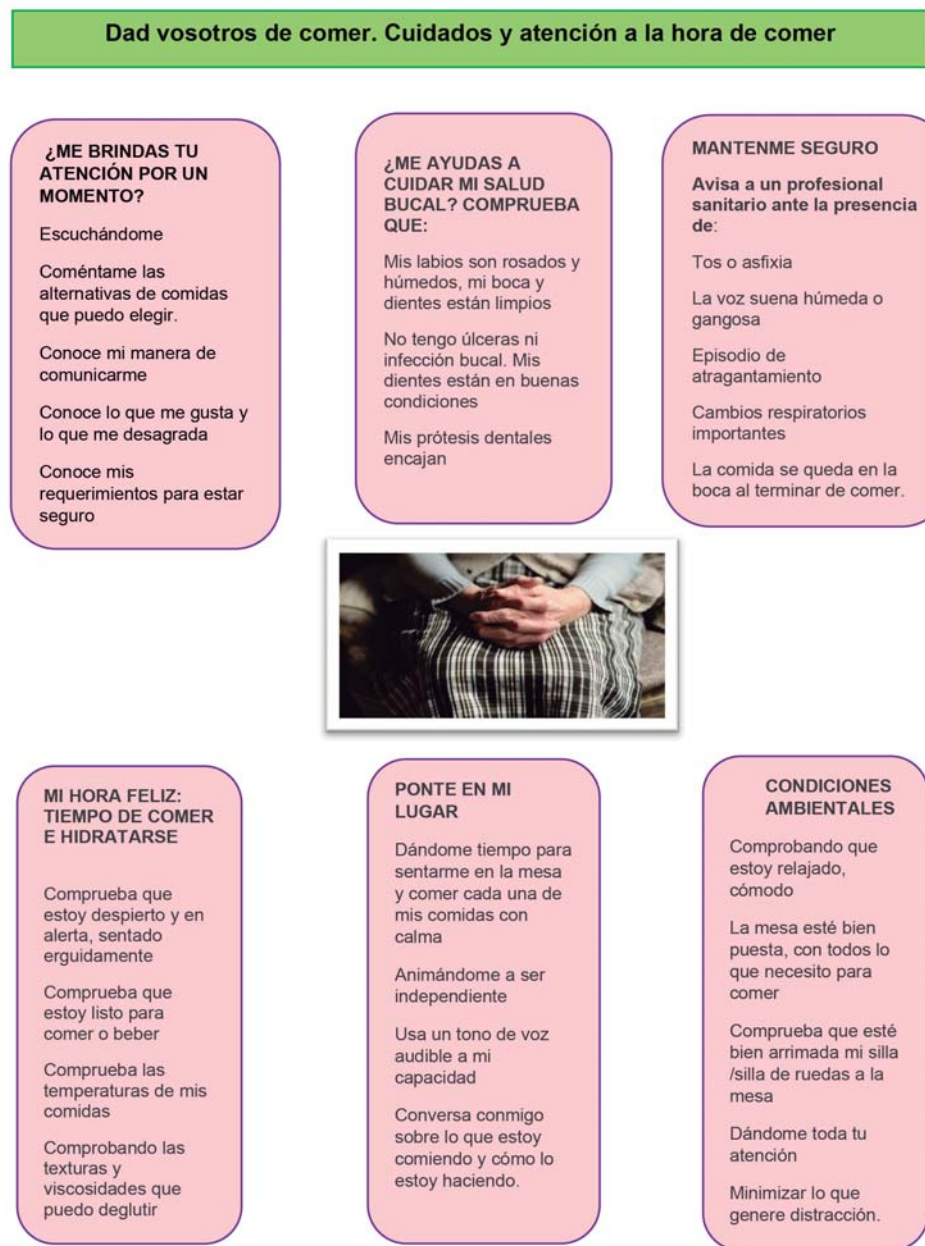 Dad vosotros de comer. Cuidados y atención a la hora de comer
¿ME BRINDAS TU
ATENCIÓN POR UN
MOMENTO?
Escuchándome
Coméntame las
alternativas de comidas
que puedo elegir.
Conoce mi manera de
comunicarme
Conoce lo que me gusta y
lo que me desagrada
Conoce mis
requerimientos para estar
seguro
¿ME AYUDAS A
CUIDAR MI SALUD
BUCAL? COMPRUEBA
QUE:
Mis labios son rosados y
húmedos, mi boca y
dientes están limpios
No tengo úlceras ni
infección bucal. Mis
dientes están en buenas
condiciones
Mis prótesis dentales
encajan
MANTENME SEGURO
Avisa a un profesional
sanitario ante la presencia
de:
Tos o asfixia
La voz suena húmeda o
gangosa
Episodio de
atragantamiento
Cambios respiratorios
importantes
La comida se queda en la
boca al terminar de comer.
MI HORA FELIZ:
TIEMPO DE COMER
E HIDRATARSE
Comprueba que
estoy despierto y en
alerta, sentado
erguidamente
Comprueba que
estoy listo para
comer o beber
Comprueba las
temperaturas de mis
comidas
Comprobando las
texturas y
viscosidades que
puedo deglutir
PONTE EN MI
LUGAR
Dándome tiempo para
sentarme en la mesa
y comer cada una de
mis comidas con
calma
Animándome a ser
independiente
Usa un tono de voz
audible a mi
capacidad
Conversa conmigo
sobre lo que estoy
comiendo y cómo lo
estoy haciendo.
CONDICIONES
AMBIENTALES
Comprobando que
estoy relajado,
cómodo
La mesa esté bien
puesta, con todos lo
que necesito para
comer
Comprueba que esté
bien arrimada mi silla
/silla de ruedas a la
mesa
Dándome toda tu
atención
Minimizar lo que
genere distracción.